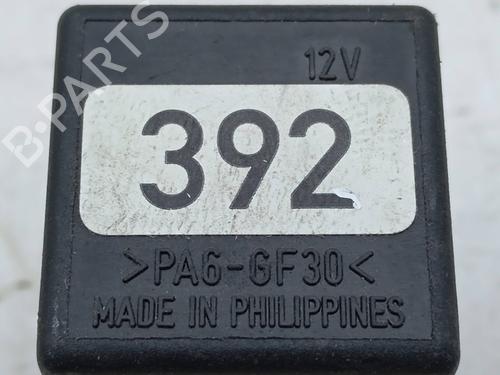 B-PARTS
12V
392
>PA6-GF30<
MADE IN PHILIPPINES